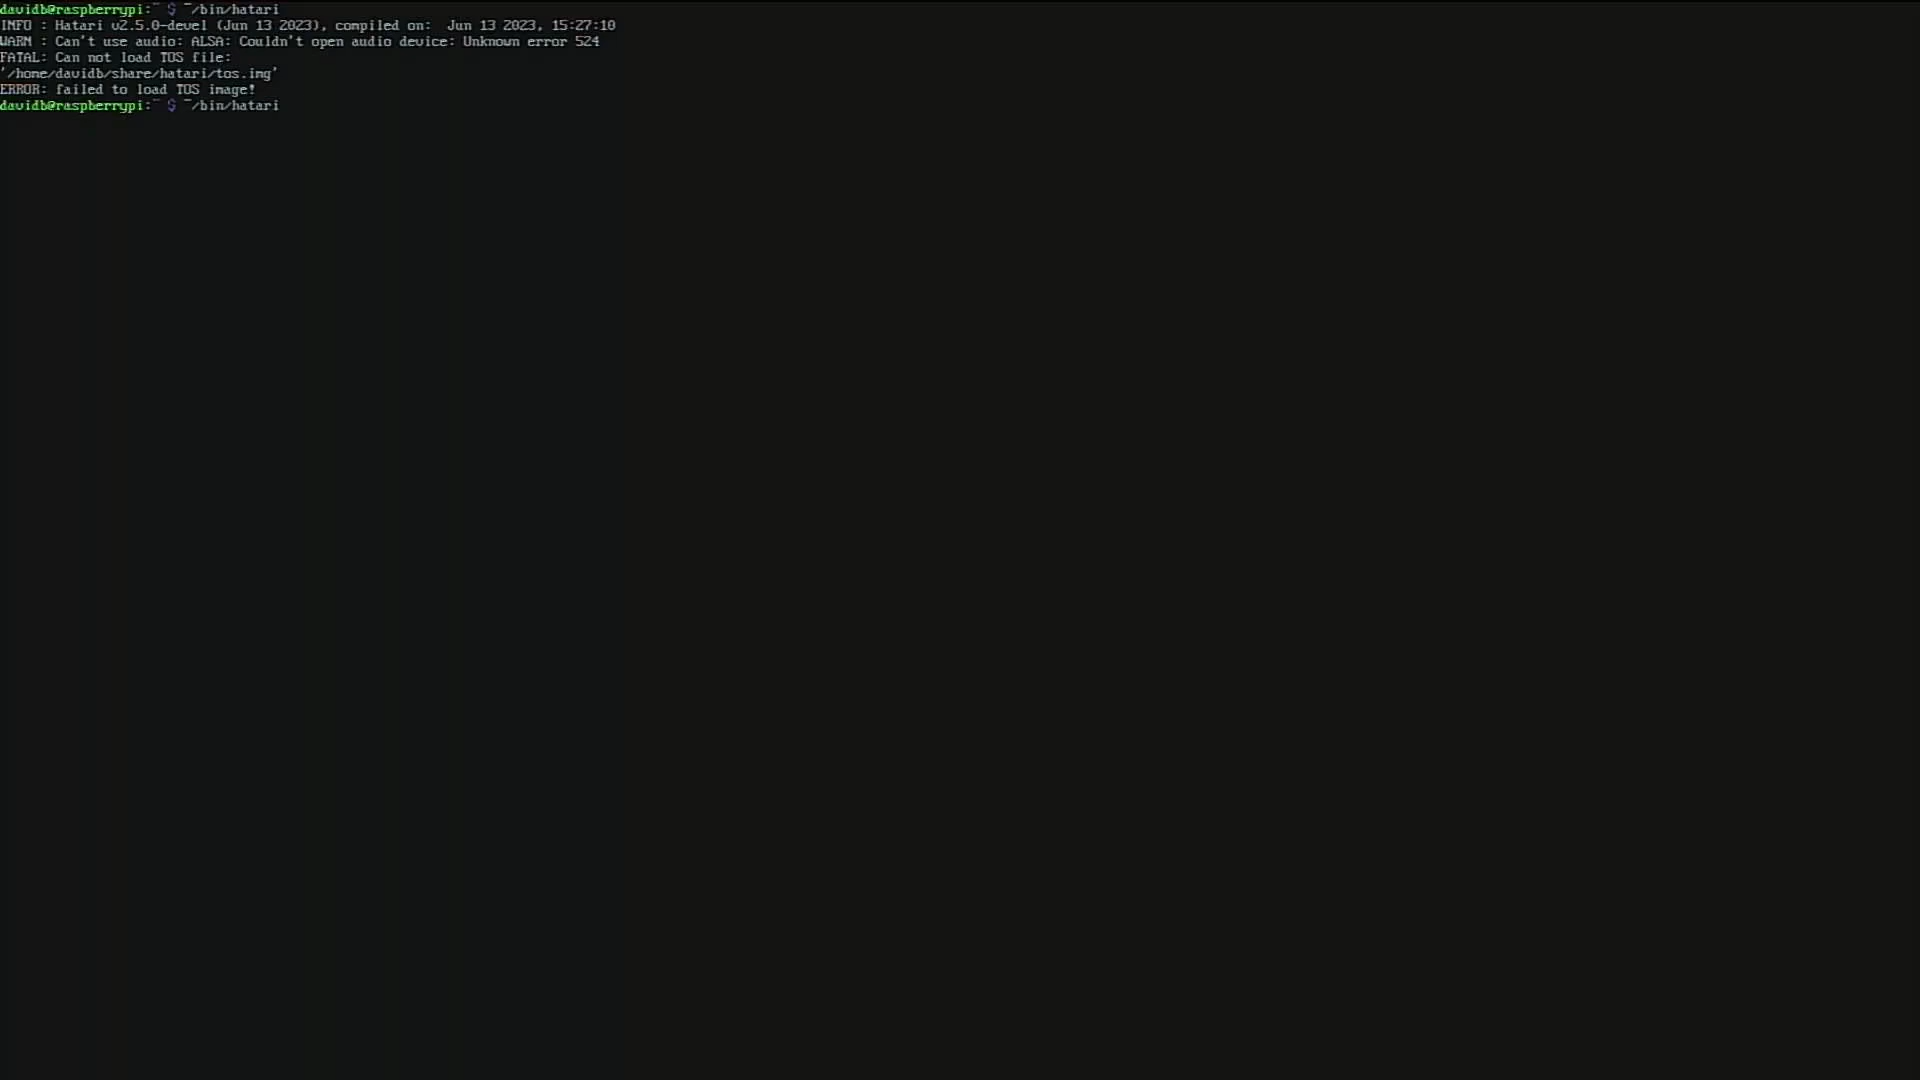 davidb@raspberrypi:~ $ ~/bin/hatari
INFO : Hatari v2.5.0-devel (Jun 13 2023), compiled on:  Jun 13 2023, 15:27:10
WARN : Can't use audio: ALSA: Couldn't open audio device: Unknown error 524
FATAL: Can not load TOS file:
'/home/davidb/share/hatari/tos.img'
ERROR: failed to load TOS image!
davidb@raspberrypi:~ $ ~/bin/hatari